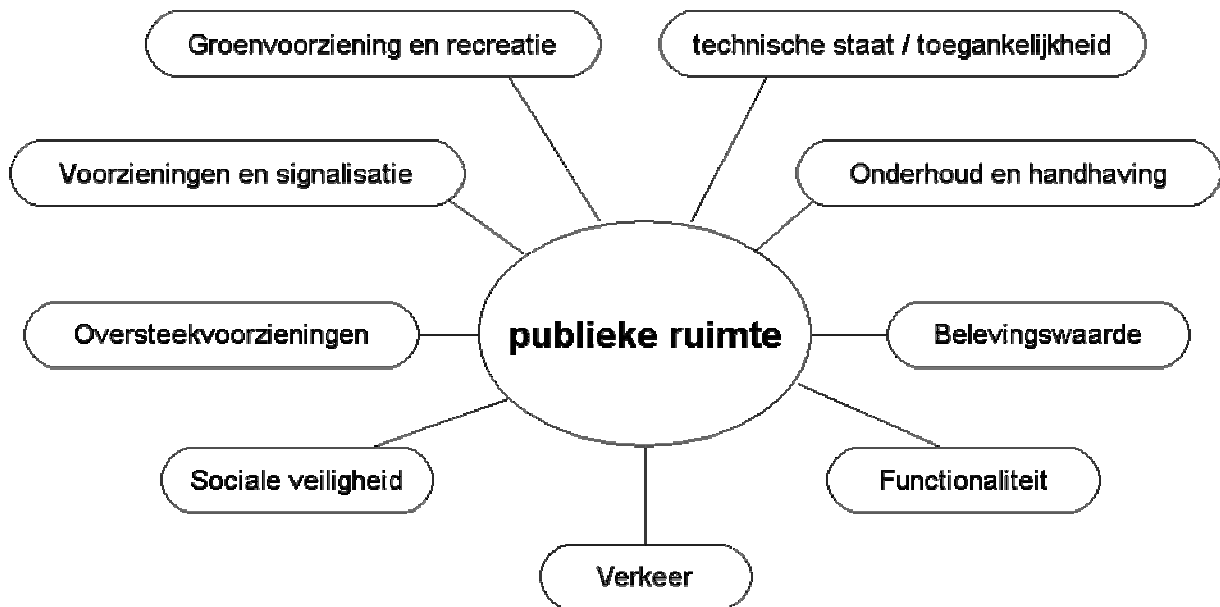 Groenvoorziening en recreatie
technische staat / toegankelijkheid
Voorzieningen en signalisatie
Onderhoud en handhaving
Oversteekvoorzieningen
publieke ruimte
Belevingswaarde
Sociale veiligheid
Functionaliteit
Verkeer